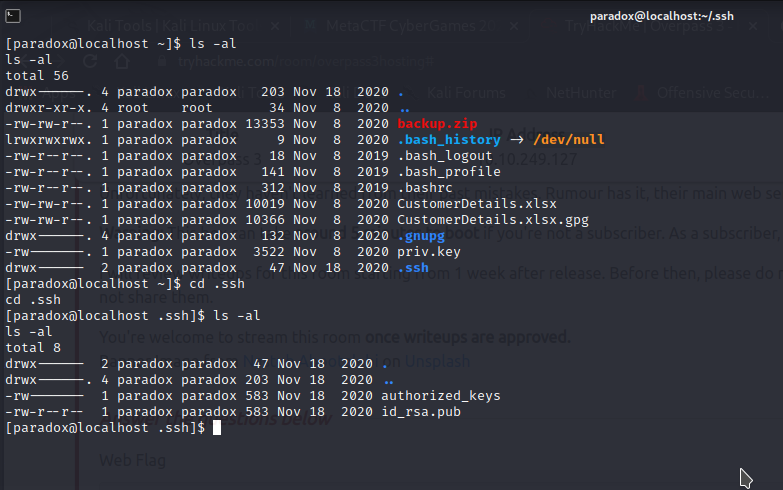 paradox@localhost:~/.ssh
[paradox@localhost ~]$ ls -al
ls -al
total 56
drwx------. 4 paradox paradox 203 Nov 18 2020 .
drwxr-xr-x. 4 root root 34 Nov 8 2020 ..
-rw-rw-r--. 1 paradox paradox 13353 Nov 8 2020 backup.zip
lrwxrwxrwx. 1 paradox paradox 9 Nov 8 2020 .bash_history -> /dev/null
-rw-r--r--. 1 paradox paradox 18 Nov 8 2019 .bash_logout
-rw-r--r--. 1 paradox paradox 141 Nov 8 2019 .bash_profile
-rw-r--r--. 1 paradox paradox 312 Nov 8 2019 .bashrc
-rw-rw-r--. 1 paradox paradox 10019 Nov 8 2020 CustomerDetails.xlsx
-rw-rw-r--. 1 paradox paradox 10366 Nov 8 2020 CustomerDetails.xlsx.gpg
drwx------. 4 paradox paradox 132 Nov 8 2020 .gnupg
-rw-------. 1 paradox paradox 3522 Nov 8 2020 priv.key
drwx------ 2 paradox paradox 47 Nov 18 2020 .ssh
[paradox@localhost ~]$ cd .ssh
cd .ssh
[paradox@localhost .ssh]$ ls -al
ls -al
total 8
drwx------ 2 paradox paradox 47 Nov 18 2020 .
drwx------. 4 paradox paradox 203 Nov 18 2020 ..
-rw------- 1 paradox paradox 583 Nov 18 2020 authorized_keys
-rw-r--r-- 1 paradox paradox 583 Nov 18 2020 id_rsa.pub
[paradox@localhost .ssh]$
Web Flag